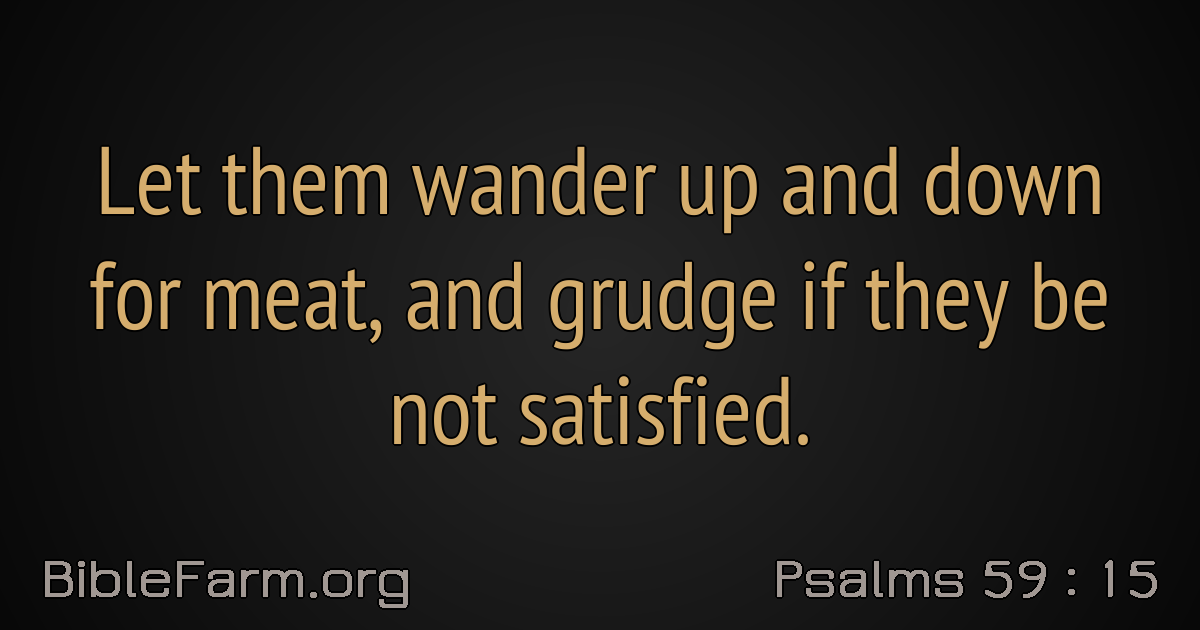 Let them wander up and down
for meat, and grudge if they be
not satisfied.
BibleFarm.org
Psalms 59 : 15